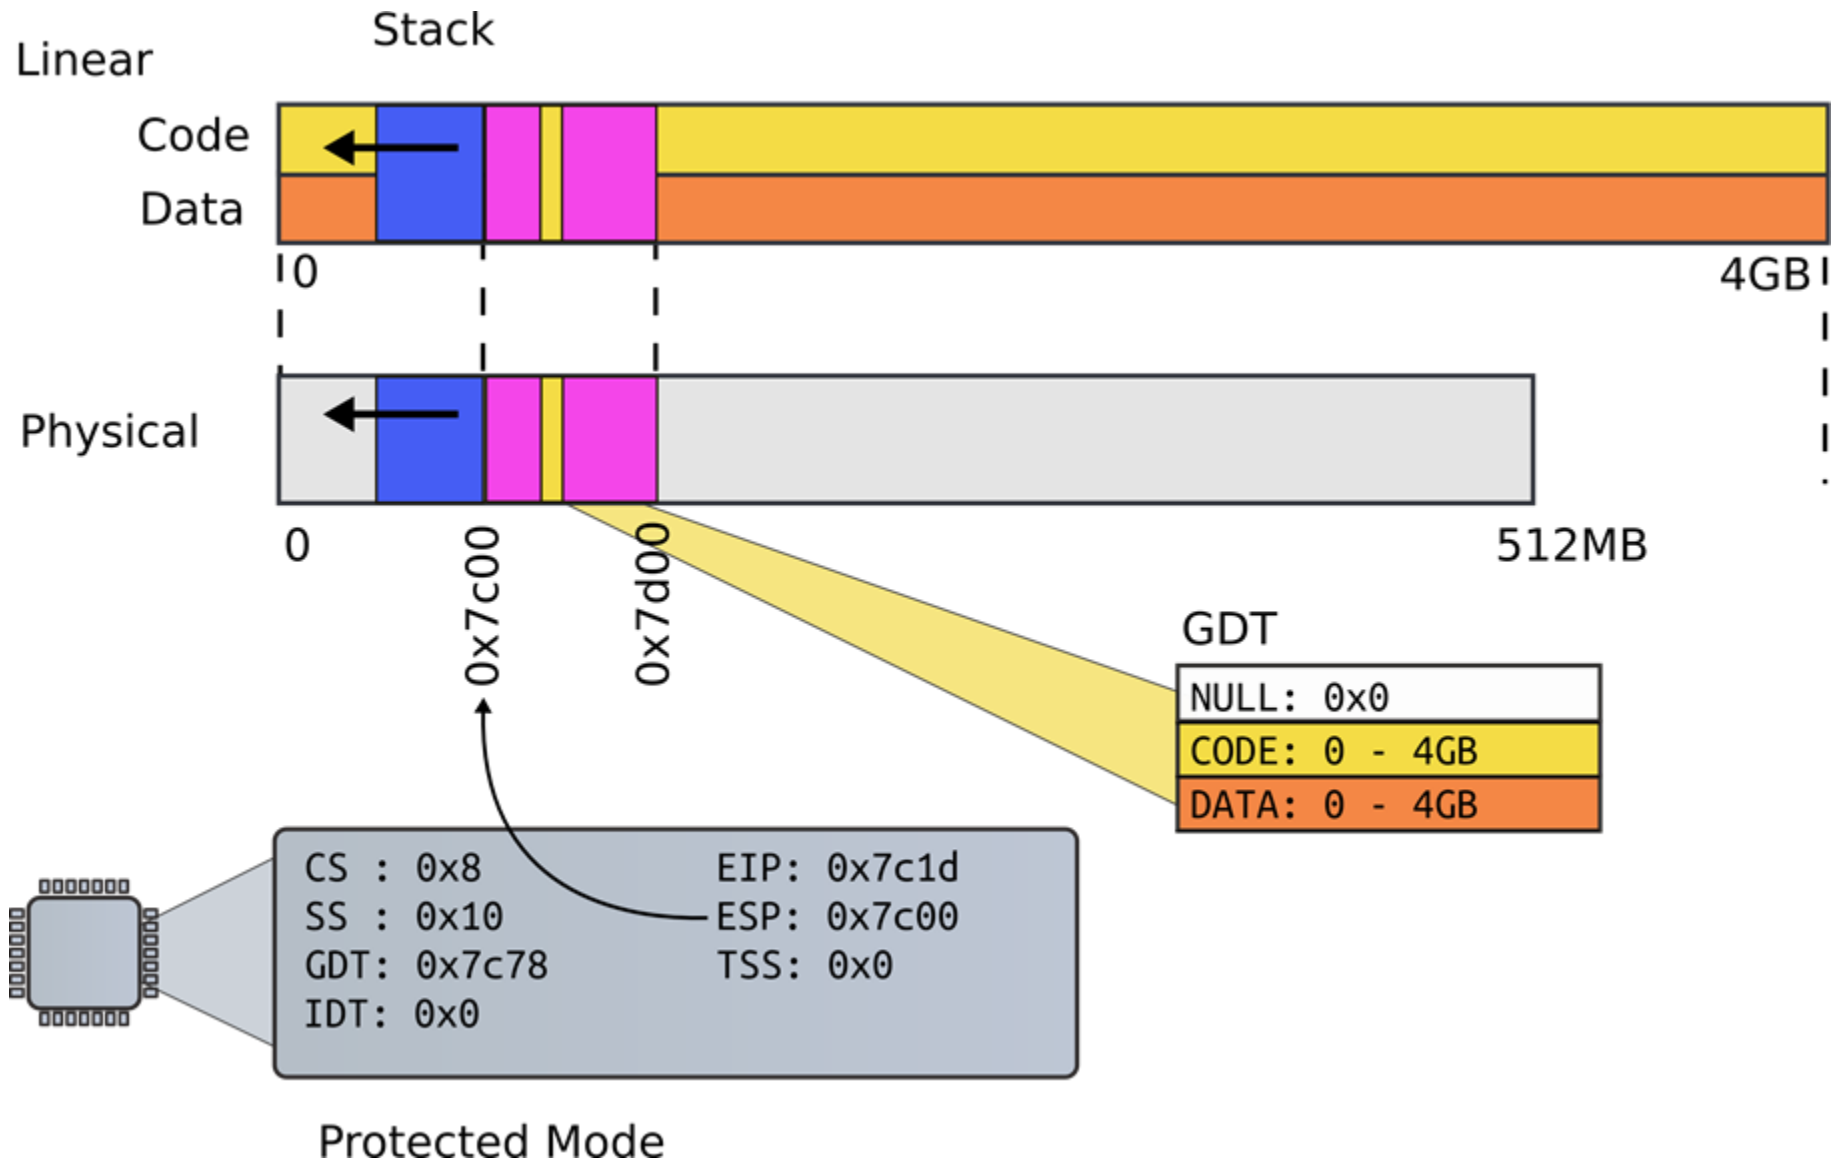 Stack
Linear
Code
Data
0
4GB
Physical
0
512MB
0x7c00
0x7d00
GDT
NULL: 0x0
CODE: 0 - 4GB
DATA: 0 - 4GB
CS : 0x8 EIP: 0x7c1d
SS : 0x10 ESP: 0x7c00
GDT: 0x7c78 TSS: 0x0
IDT: 0x0
Protected Mode